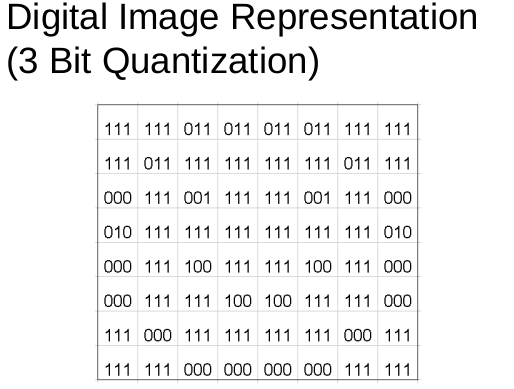 Digital Image Representation
(3 Bit Quantization)
111 111 011 011 011 011 111 111
111 011 111 111 111 111 011 111
000 111 001 111 111 001 111 000
010 111 111 111 111 111 111 010
000 111 100 111 111 100 111 000
000 111 111 100 100 111 111 000
111 000 111 111 111 111 000 111
111 111 000 000 000 000 111 111